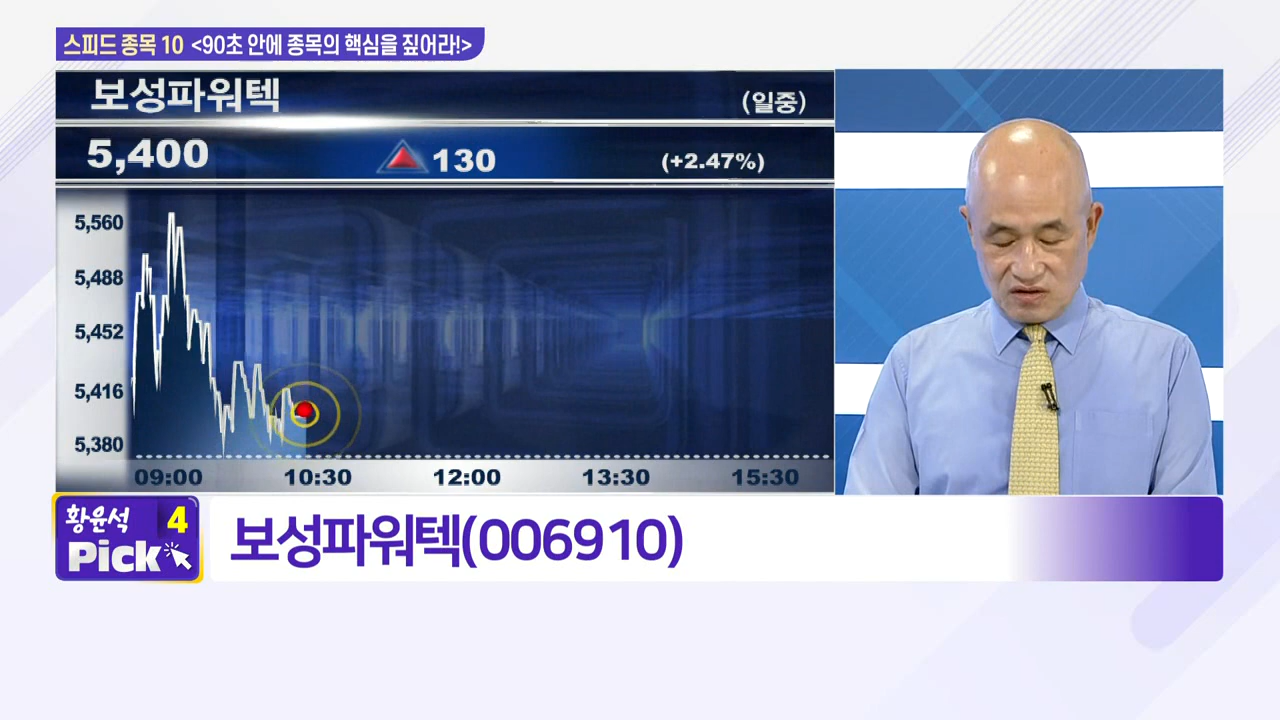 스피드 종목 10 <90초 안에 종목의 핵심을 짚어라!>
보성파워텍
(일중)
5,400 130 (+2.47%)
5,560
5,488
5,452
5,416
5,380
09:00 10:30 12:00 13:30 15:30
황윤석 4
Pick
보성파워텍(006910)